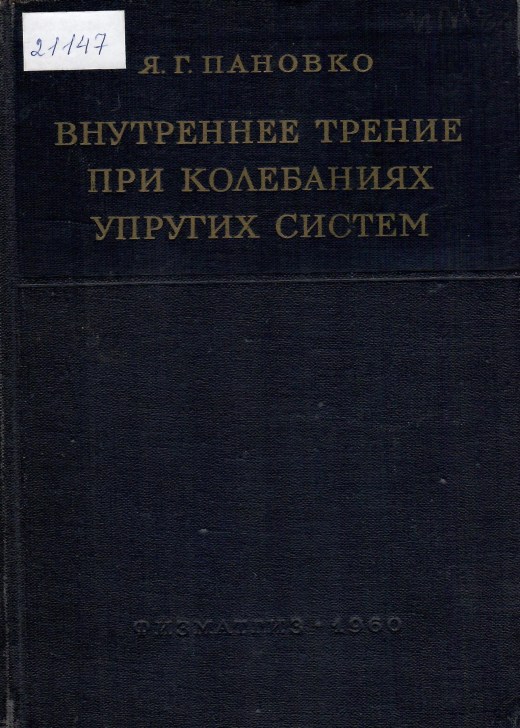 21147
Я. Г. ПАНОВКО
ВНУТРЕННЕЕ ТРЕНИЕ
ПРИ КОЛЕБАНИЯХ
УПРУГИХ СИСТЕМ
ФИЗМАТГИЗ • 1960